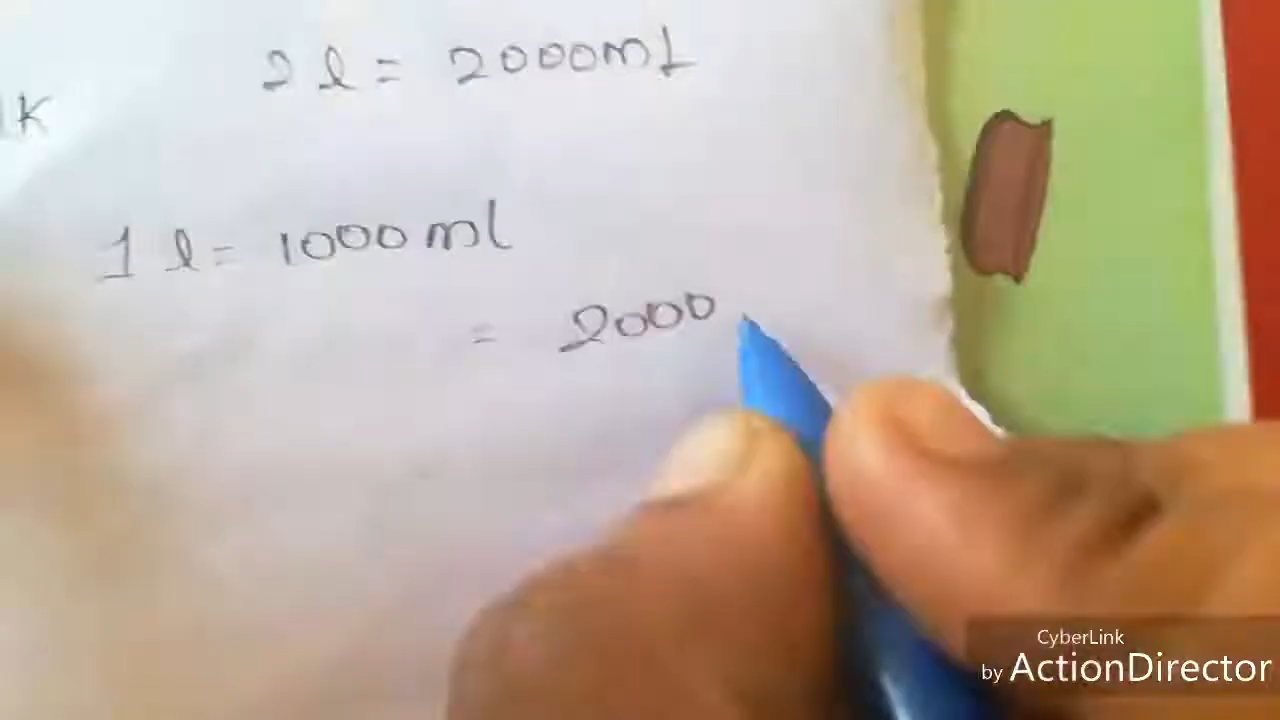 2 l = 2000ml
1 l = 1000 ml
= 2000
CyberLink
by ActionDirector